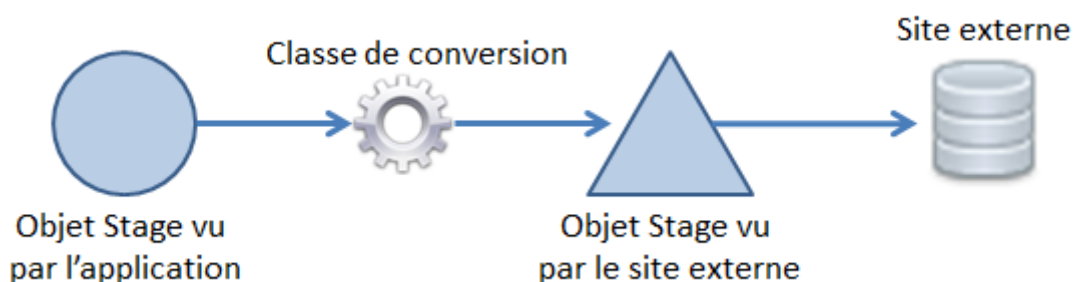 Site externe
Classe de conversion
Objet Stage vu
par l'application
Objet Stage vu
par le site externe